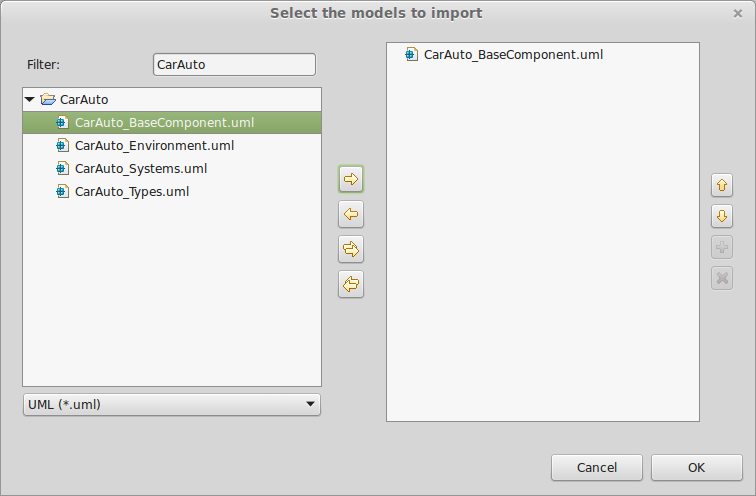 Select the models to import
Filter:
CarAuto
CarAuto
CarAuto_BaseComponent.uml
CarAuto_Environment.uml
CarAuto_Systems.uml
CarAuto_Types.uml
UML (*.uml)
CarAuto_BaseComponent.uml
Cancel
OK